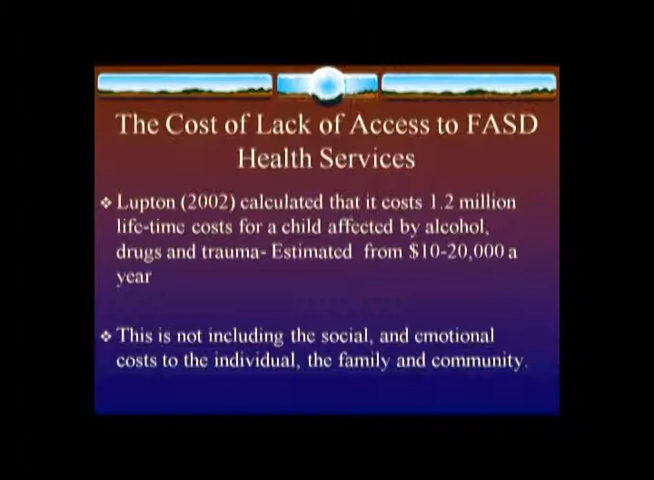 The Cost of Lack of Access to FASD
Health Services
❖ Lupton (2002) calculated that it costs 1.2 million
life-time costs for a child affected by alcohol,
drugs and trauma- Estimated from $10-20,000 a
year
❖ This is not including the social, and emotional
costs to the individual, the family and community.